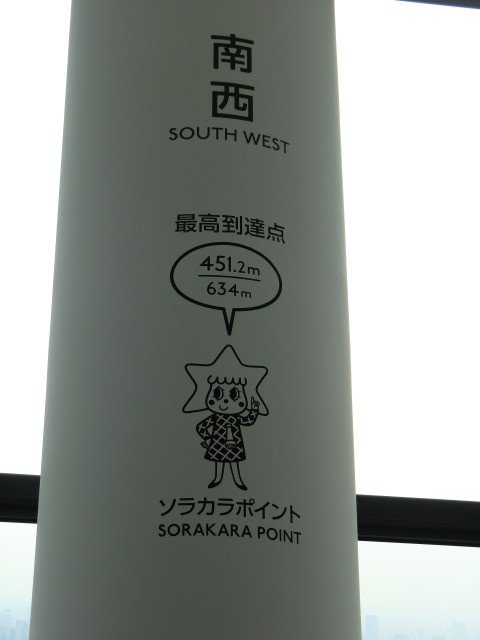 南
西
SOUTH WEST
最高到達点
451.2m
634m
ソラカラポイント
SORAKARA POINT